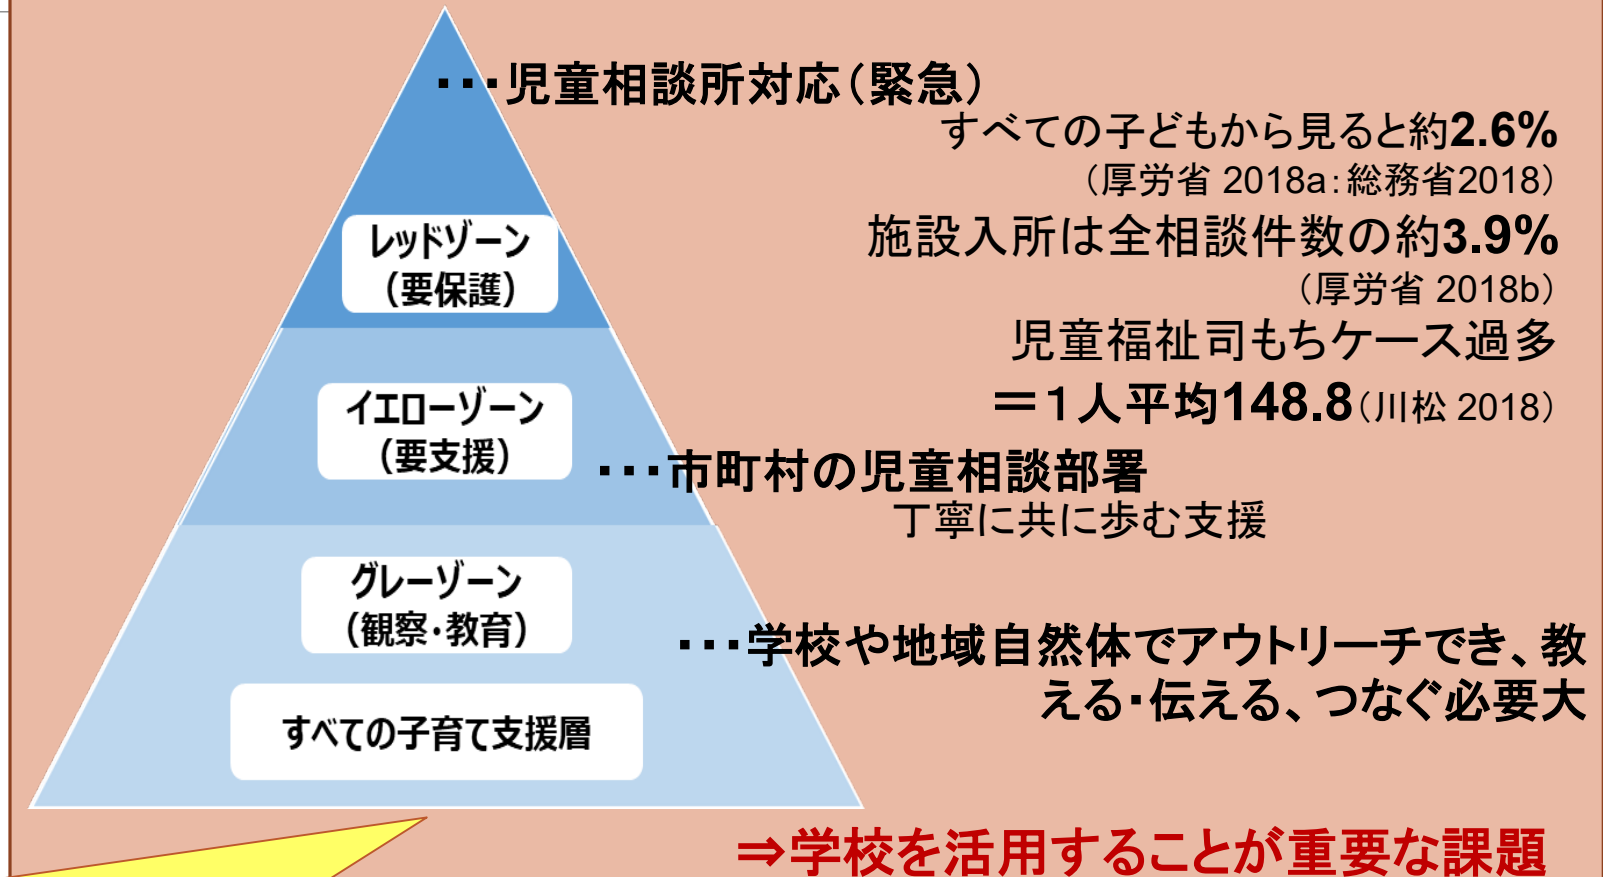 ・・・児童相談所対応（緊急）
すべての子どもから見ると約2.6%
（厚労省 2018a：総務省2018）
レッドゾーン
（要保護）
施設入所は全相談件数の約3.9%
（厚労省 2018b）
児童福祉司もちケース過多
＝１人平均148.8（川松 2018）
イエローゾーン
（要支援）
・・・市町村の児童相談部署
丁寧に共に歩む支援
グレーゾーン
（観察・教育）
・・・学校や地域自然体でアウトリーチでき、教
える・伝える、つなぐ必要大
すべての子育て支援層
⇒学校を活用することが重要な課題